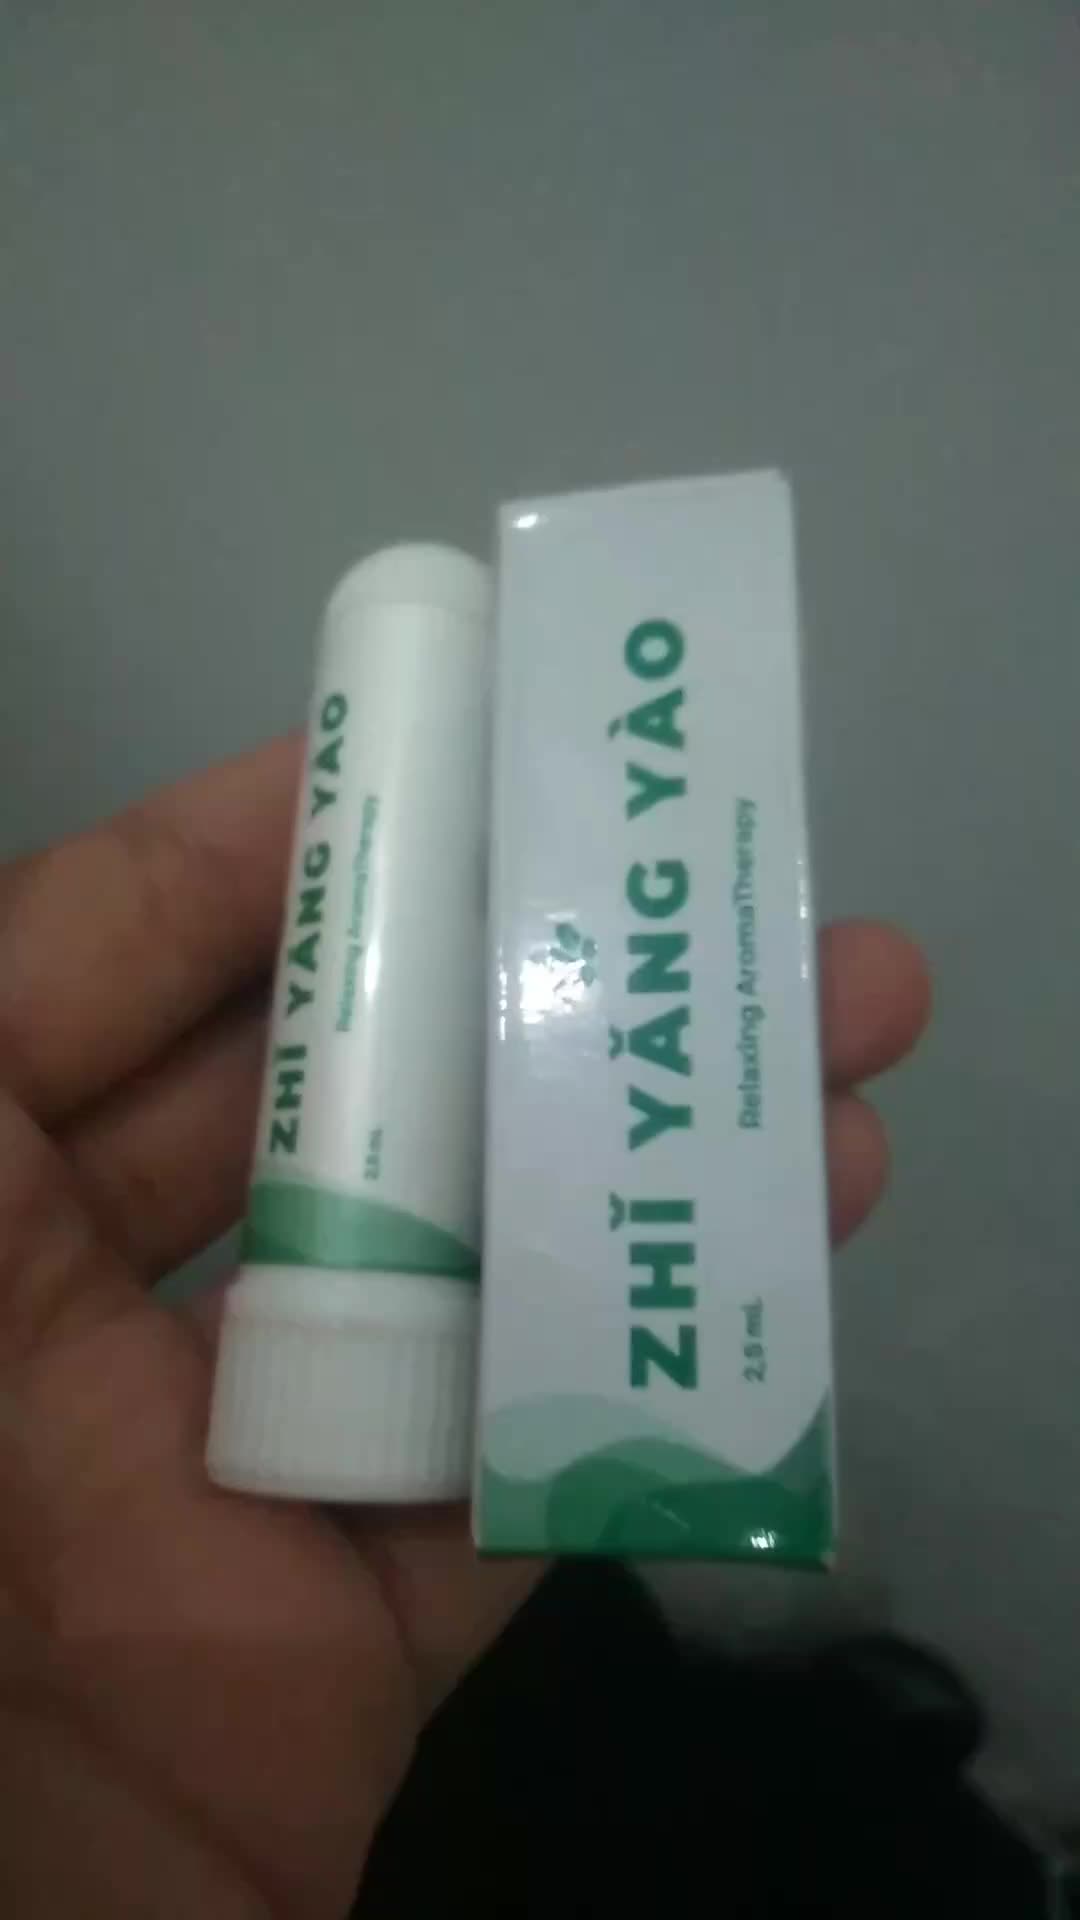 ZHĬ YĂNG YÀO
Relaxing AromaTherapy
2,5 mL
ZHĬ YĂNG YÀO
Relaxing AromaTherapy
2,5 mL